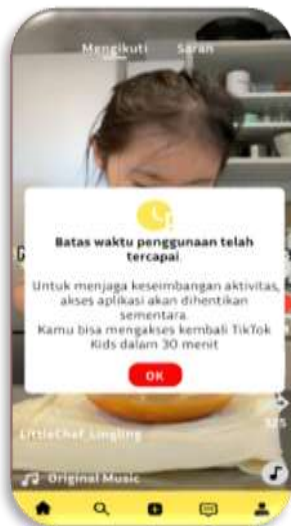 Mengikuti Saran
Batas waktu penggunaan telah
tercapai
Untuk menjaga keseimbangan aktivitas,
akses aplikasi akan dihentikan
sementara.
Kamu bisa mengakses kembali TikTok
Kids dalam 30 menit
OK
325
LittleChef_Lingling
Original Music